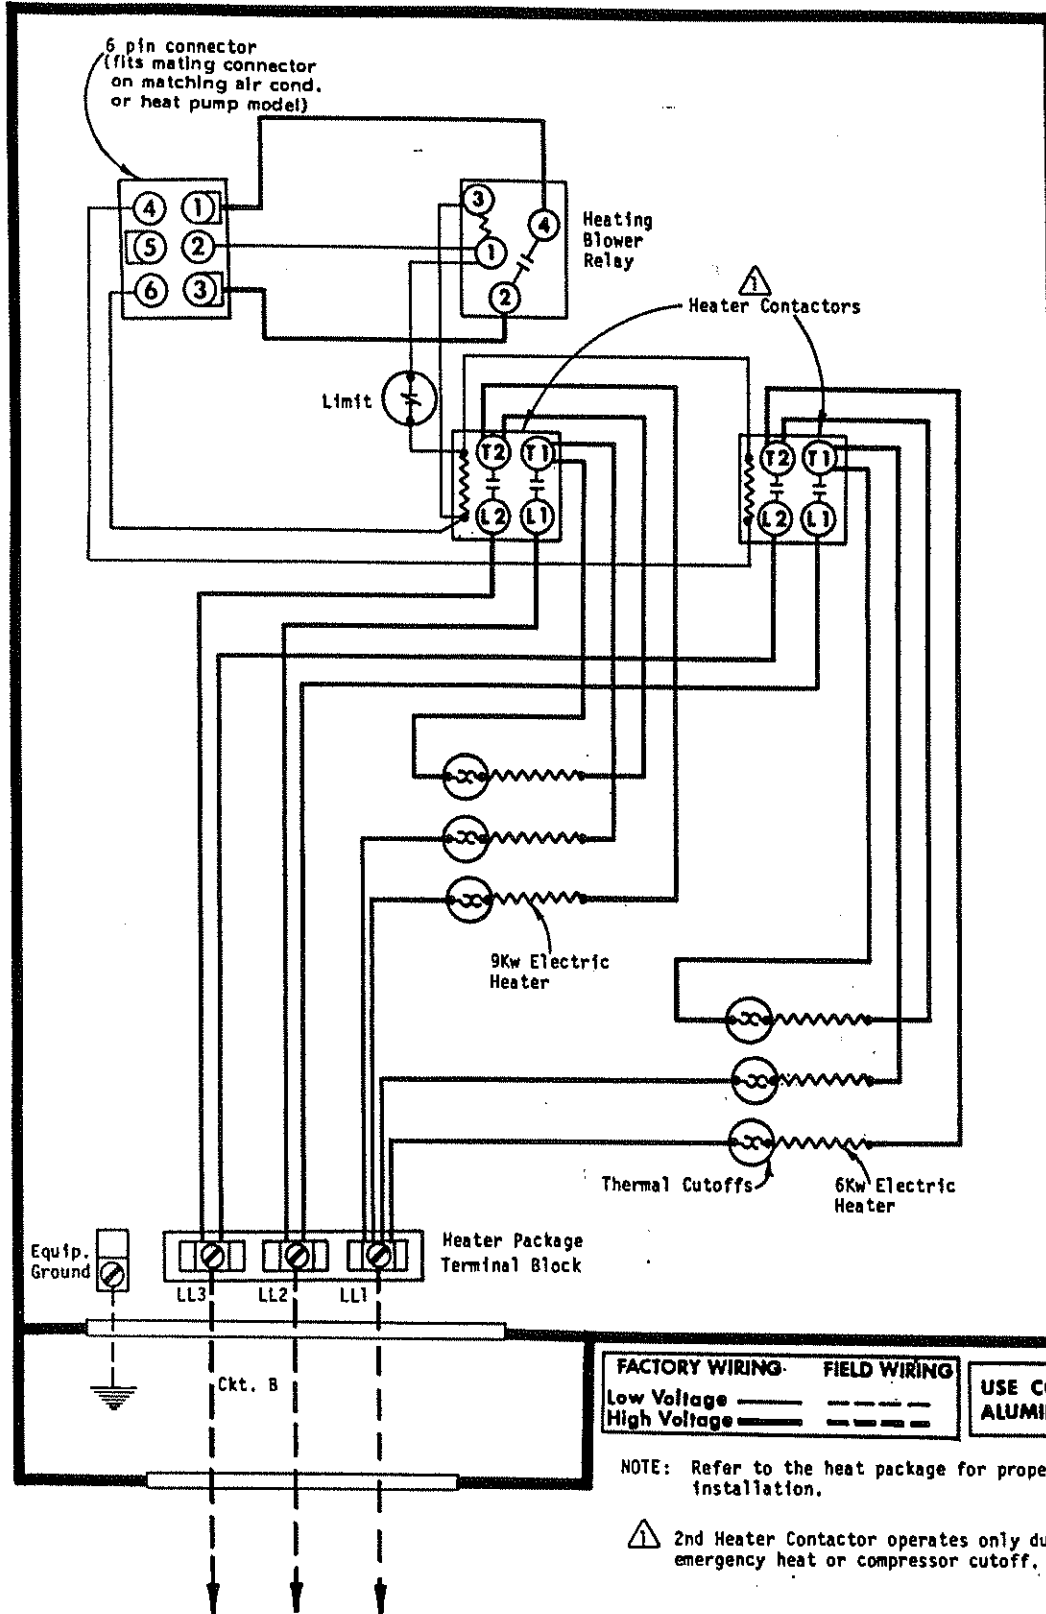 6 pin connector
(fits mating connector
on matching air cond.
or heat pump model)
4 1
5 2
6 3
3
4
1
2
Heating
Blower
Relay
1
Heater Contactors
Limit
T2 T1
L2 L1
T2 T1
L2 L1
9Kw Electric
Heater
Thermal Cutoffs
6Kw Electric
Heater
Equip.
Ground
Heater Package
Terminal Block
LL3 LL2 LL1
Ckt. B
FACTORY WIRING FIELD WIRING
Low Voltage
High Voltage
USE
NOTE: Refer to the heat package for
installation.
1 2nd Heater Contactor operates only
emergency heat or compressor cutoff.